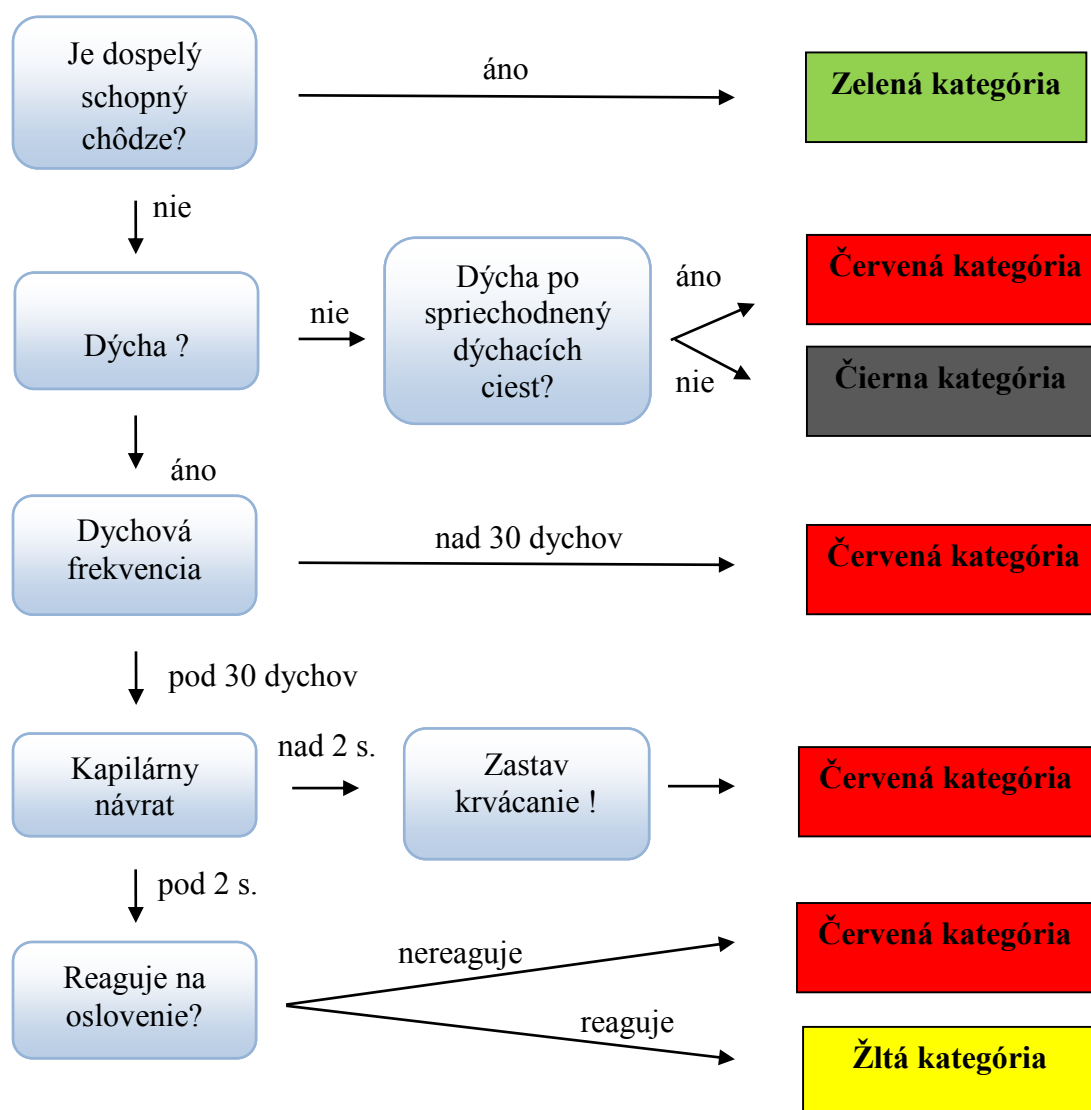 Je dospelý
schopný
chôdze?
áno
Zelená kategória
nie
Dýcha ?
nie
Dýcha po
spriechodnený
dýchacích
ciest?
áno
Červená kategória
nie
Čierna kategória
áno
Dychová
frekvencia
nad 30 dychov
Červená kategória
pod 30 dychov
Kapilárny
návrat
nad 2 s.
Zastav
krvácanie !
Červená kategória
pod 2 s.
Reaguje na
oslovenie?
nereaguje
Červená kategória
reaguje
Žltá kategória